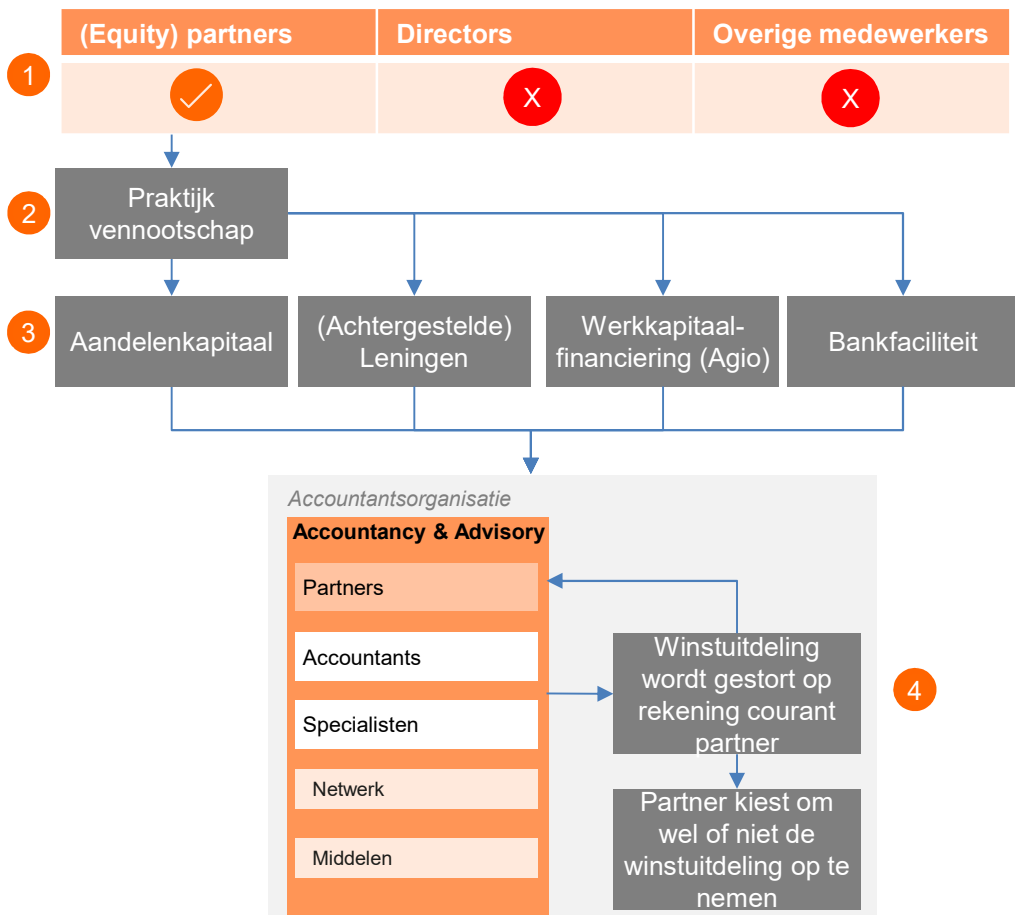 (Equity) partners
Directors
Overige medewerkers
1
X
X
2
Praktijk
vennootschap
3
Aandelenkapitaal
(Achtergestelde)
Leningen
Werkkapitaal-
financiering (Agio)
Bankfaciliteit
Accountantsorganisatie
Accountancy & Advisory
Partners
Accountants
Specialisten
Netwerk
Middelen
Winstuitdeling
wordt gestort op
rekening courant
partner
4
Partner kiest om
wel of niet de
winstuitdeling op te
nemen